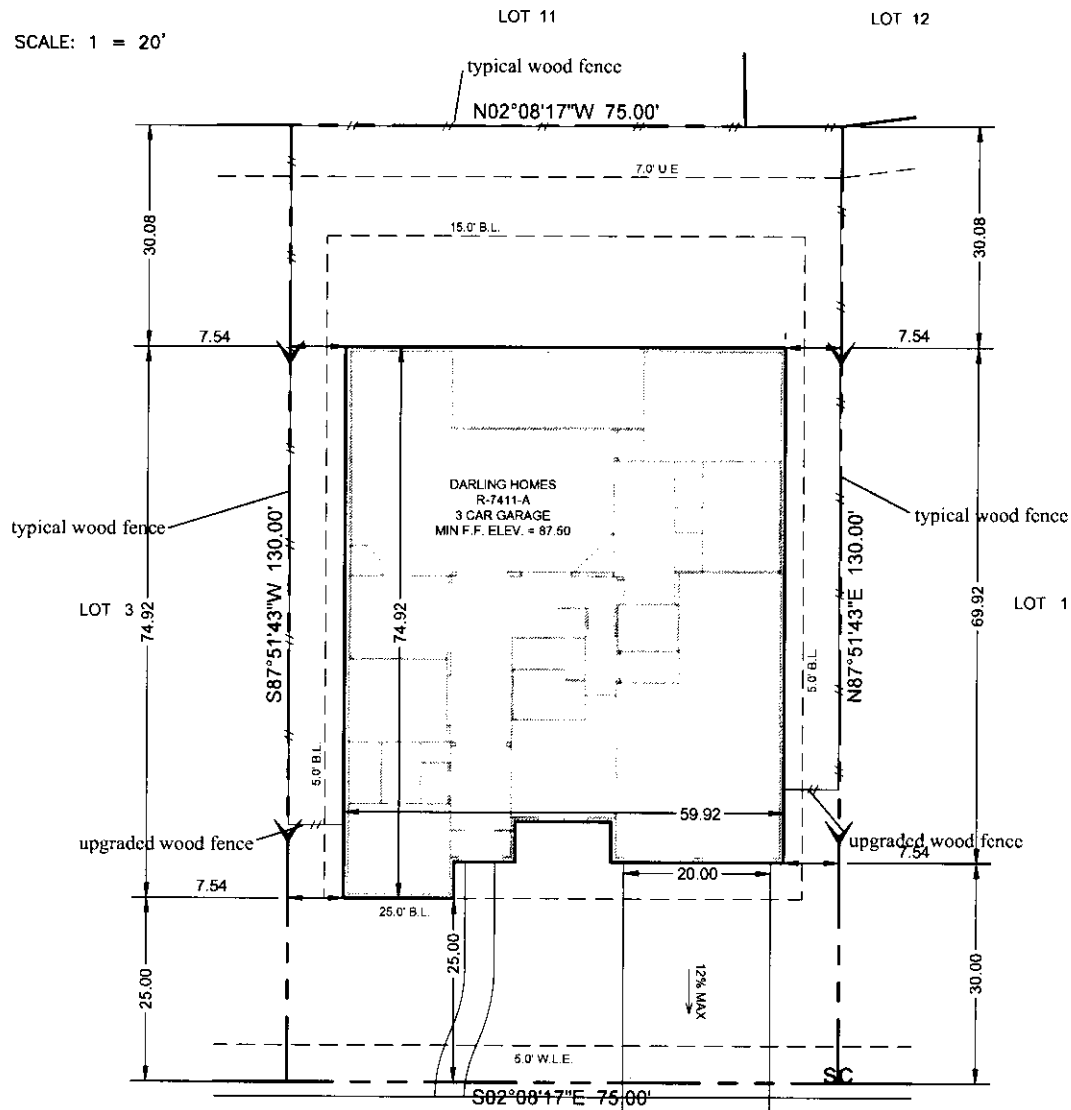 LOT 11
LOT 12
SCALE: 1 = 20'
typical wood fence
N02°08'17"W 75.00'
7.0' U E
30.08
30.08
15.0' B.L.
7.54
7.54
DARLING HOMES
R-7411-A
3 CAR GARAGE
MIN F.F. ELEV. = 87.50
typical wood fence
typical wood fence
S87°51'43"W 130.00'
N87°51'43"E 130.00'
LOT 3
74.92
74.92
69.92
LOT 1
5.0' B.L.
5.0' B.L.
59.92
upgraded wood fence
upgraded wood fence
7.54
7.54
20.00
25.0' B.L.
25.00
25.00
12% MAX
30.00
5.0' W.L.E.
SC
S02°08'17"E 75.00'